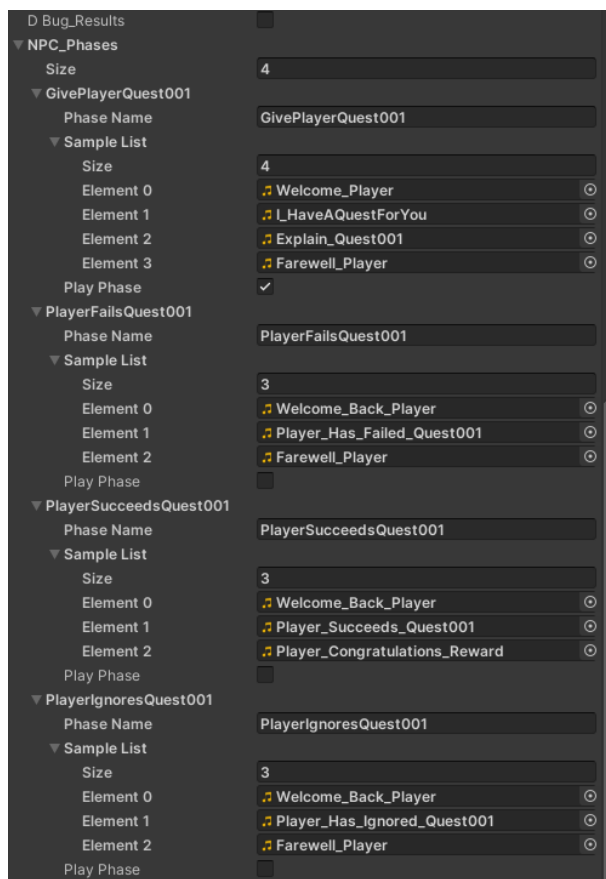 D Bug_Results
NPC_Phases
Size 4
GivePlayerQuest001
Phase Name GivePlayerQuest001
Sample List
Size 4
Element 0 Welcome_Player
Element 1 I_HaveAQuestForYou
Element 2 Explain_Quest001
Element 3 Farewell_Player
Play Phase
PlayerFailsQuest001
Phase Name PlayerFailsQuest001
Sample List
Size 3
Element 0 Welcome_Back_Player
Element 1 Player_Has_Failed_Quest001
Element 2 Farewell_Player
Play Phase
PlayerSucceedsQuest001
Phase Name PlayerSucceedsQuest001
Sample List
Size 3
Element 0 Welcome_Back_Player
Element 1 Player_Succeeds_Quest001
Element 2 Player_Congratulations_Reward
Play Phase
PlayerIgnoresQuest001
Phase Name PlayerIgnoresQuest001
Sample List
Size 3
Element 0 Welcome_Back_Player
Element 1 Player_Has_Ignored_Quest001
Element 2 Farewell_Player
Play Phase